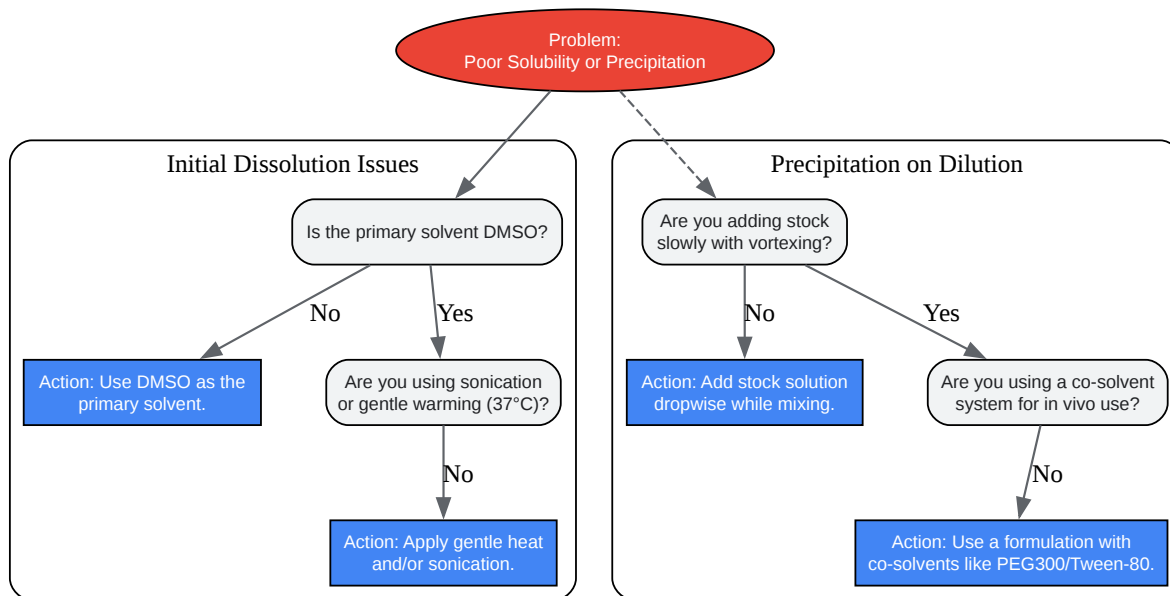 Problem:
Poor Solubility or Precipitation
Initial Dissolution Issues
Is the primary solvent DMSO?
No
Yes
Action: Use DMSO as the
primary solvent.
Are you using sonication
or gentle warming (37°C)?
No
Action: Apply gentle heat
and/or sonication.
Precipitation on Dilution
Are you adding stock
slowly with vortexing?
No
Yes
Action: Add stock solution
dropwise while mixing.
Are you using a co-solvent
system for in vivo use?
No
Action: Use a formulation with
co-solvents like PEG300/Tween-80.